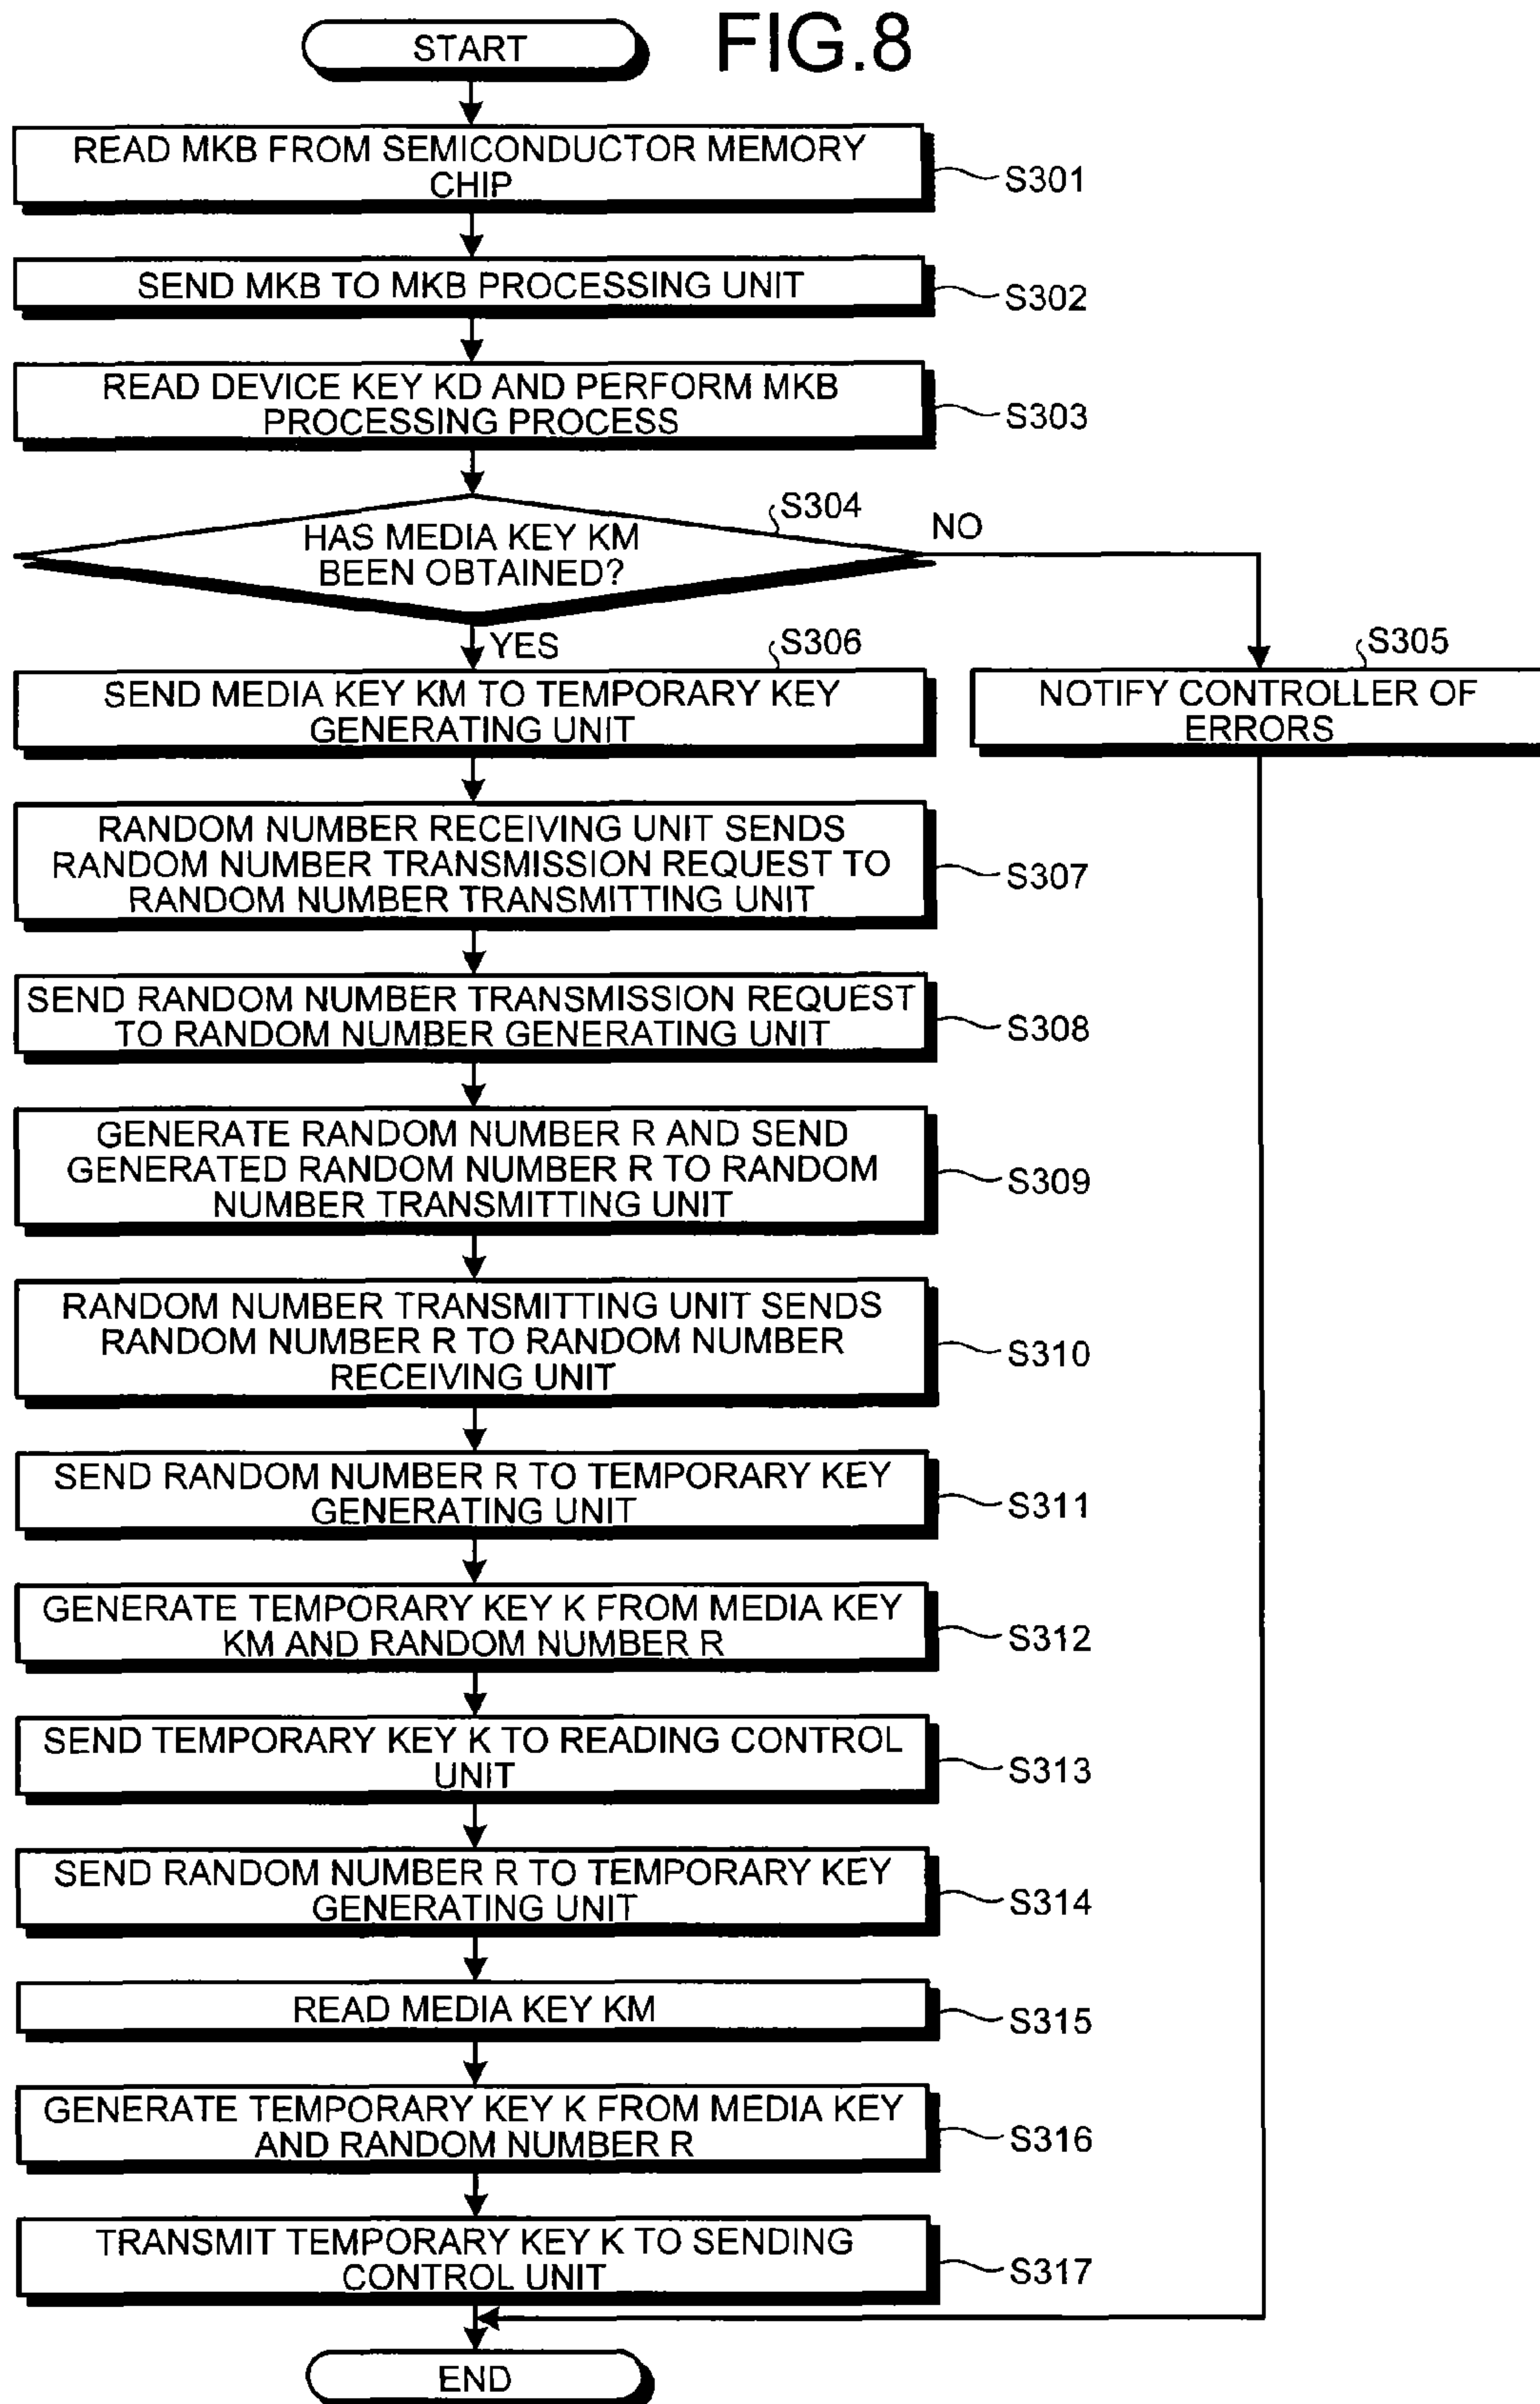 FIG.8
START
READ MKB FROM SEMICONDUCTOR MEMORY
CHIP
S301
SEND MKB TO MKB PROCESSING UNIT
S302
READ DEVICE KEY KD AND PERFORM MKB
PROCESSING PROCESS
S303
S304
HAS MEDIA KEY KM
BEEN OBTAINED?
NO
YES
S306
SEND MEDIA KEY KM TO TEMPORARY KEY
GENERATING UNIT
S305
NOTIFY CONTROLLER OF
ERRORS
RANDOM NUMBER RECEIVING UNIT SENDS
RANDOM NUMBER TRANSMISSION REQUEST TO
RANDOM NUMBER TRANSMITTING UNIT
S307
SEND RANDOM NUMBER TRANSMISSION REQUEST
TO RANDOM NUMBER GENERATING UNIT
S308
GENERATE RANDOM NUMBER R AND SEND
GENERATED RANDOM NUMBER R TO RANDOM
NUMBER TRANSMITTING UNIT
S309
RANDOM NUMBER TRANSMITTING UNIT SENDS
RANDOM NUMBER R TO RANDOM NUMBER
RECEIVING UNIT
S310
SEND RANDOM NUMBER R TO TEMPORARY KEY
GENERATING UNIT
S311
GENERATE TEMPORARY KEY K FROM MEDIA KEY
KM AND RANDOM NUMBER R
S312
SEND TEMPORARY KEY K TO READING CONTROL
UNIT
S313
SEND RANDOM NUMBER R TO TEMPORARY KEY
GENERATING UNIT
S314
READ MEDIA KEY KM
S315
GENERATE TEMPORARY KEY K FROM MEDIA KEY
AND RANDOM NUMBER R
S316
TRANSMIT TEMPORARY KEY K TO SENDING
CONTROL UNIT
S317
END